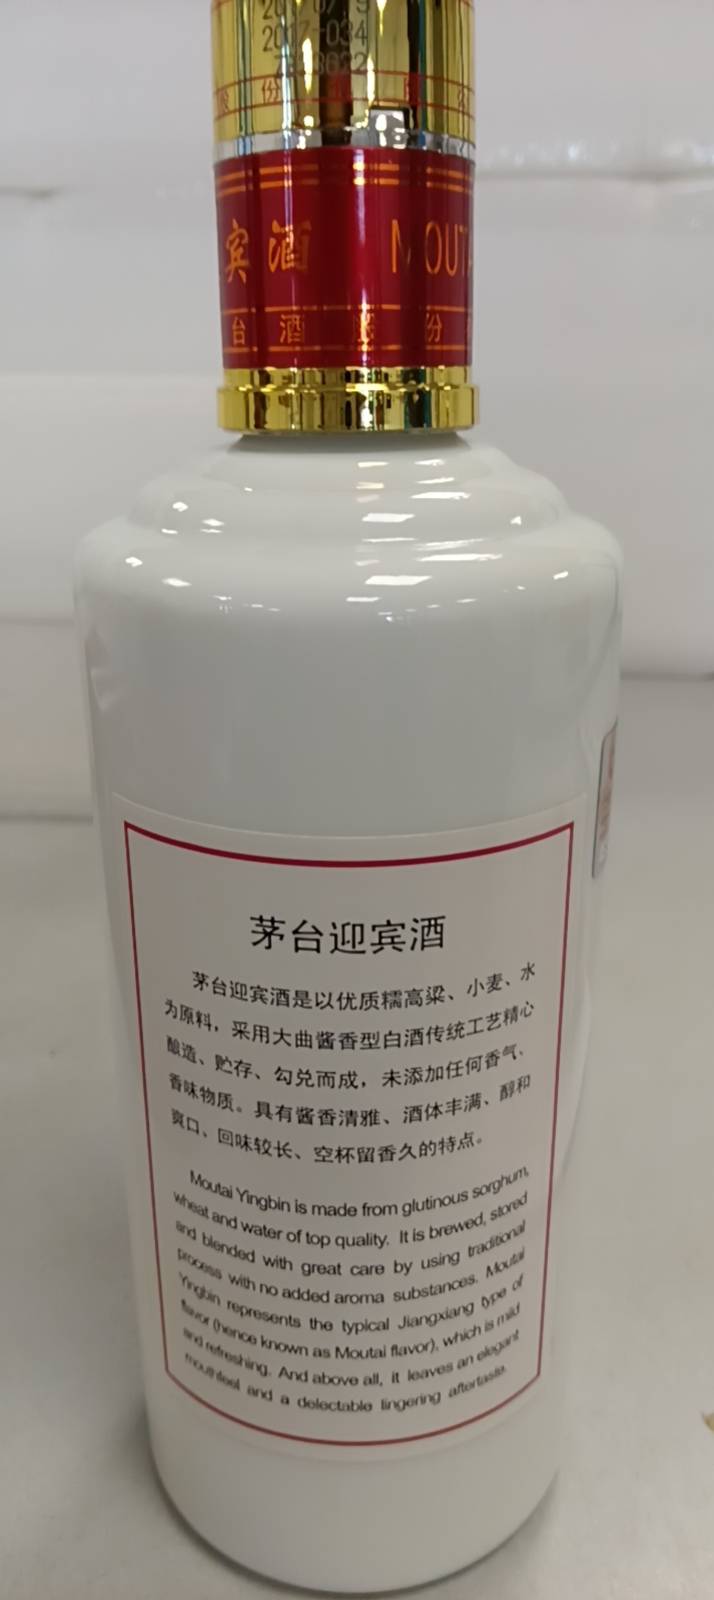 2017-034
份 公
宾酒 MOUTA
台酒股份
茅台迎宾酒
茅台迎宾酒是以优质糯高粱、小麦、水
为原料，采用大曲酱香型白酒传统工艺精心
酿造、贮存、勾兑而成，未添加任何香气、
香味物质。具有酱香清雅、酒体丰满、醇和
爽口、回味较长、空杯留香久的特点。
Moutai Yingbin is made from glutinous sorghum,
wheat and water of top quality. It is brewed, stored
and blended with great care by using traditional
process with no added aroma substances. Moutai
Yingbin represents the typical Jiangxiang type of
flavor (hence known as Moutai flavor), which is mild
and refreshing. And above all, it leaves an elegant
mouthfeel and a delectable lingering aftertaste.